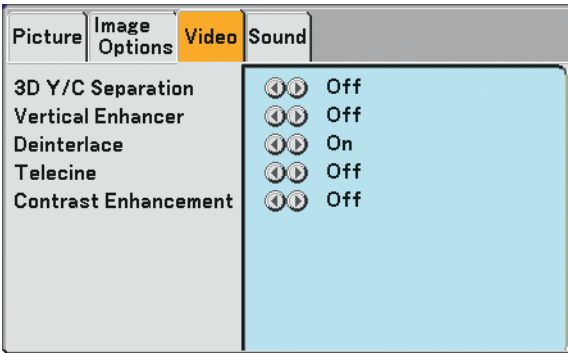 Picture Image Options Video Sound
3D Y/C Separation Off
Vertical Enhancer Off
Deinterlace On
Telecine Off
Contrast Enhancement Off